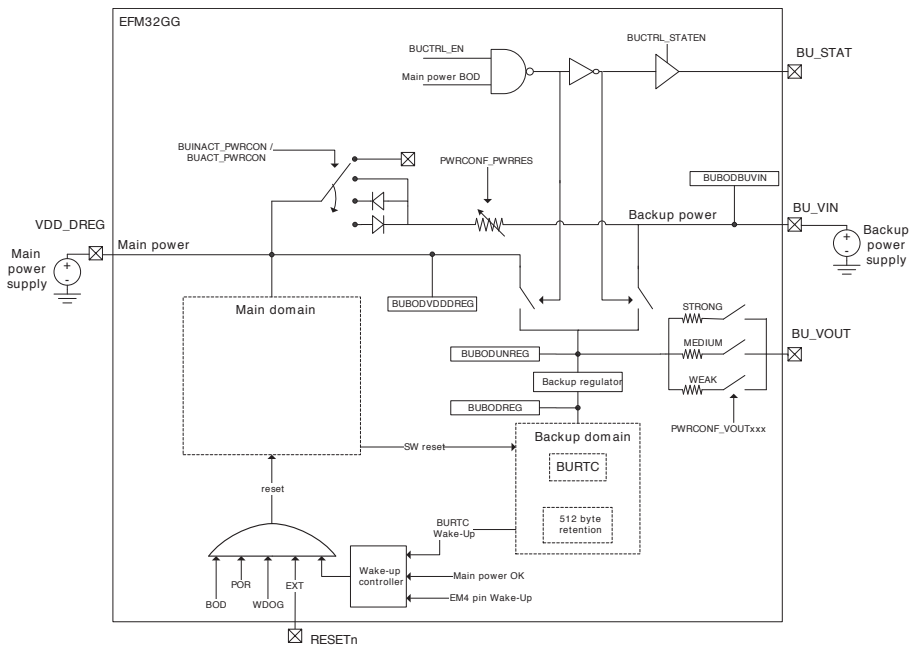 EFM32GG
BUCTRL_EN
Main power BOD
BUCTRL_STATEN
BU_STAT
BUINACT_PWRCON /
BUACT_PWRCON
PWRCONF_PWRRES
BUBODBUVIN
VDD_DREG
Main power
Backup power
BU_VIN
Main
power
supply
+
-
Backup
power
supply
+
-
BUBODVDDDREG
Main domain
STRONG
MEDIUM
WEAK
BU_VOUT
PWRCONF_VOUTxxx
BUBODUNREG
Backup regulator
BUBODREG
Backup domain
BURTC
512 byte
retention
SW reset
reset
BURTC
Wake-Up
Wake-up
controller
Main power OK
EM4 pin Wake-Up
BOD
POR
WDOG
EXT
RESETn